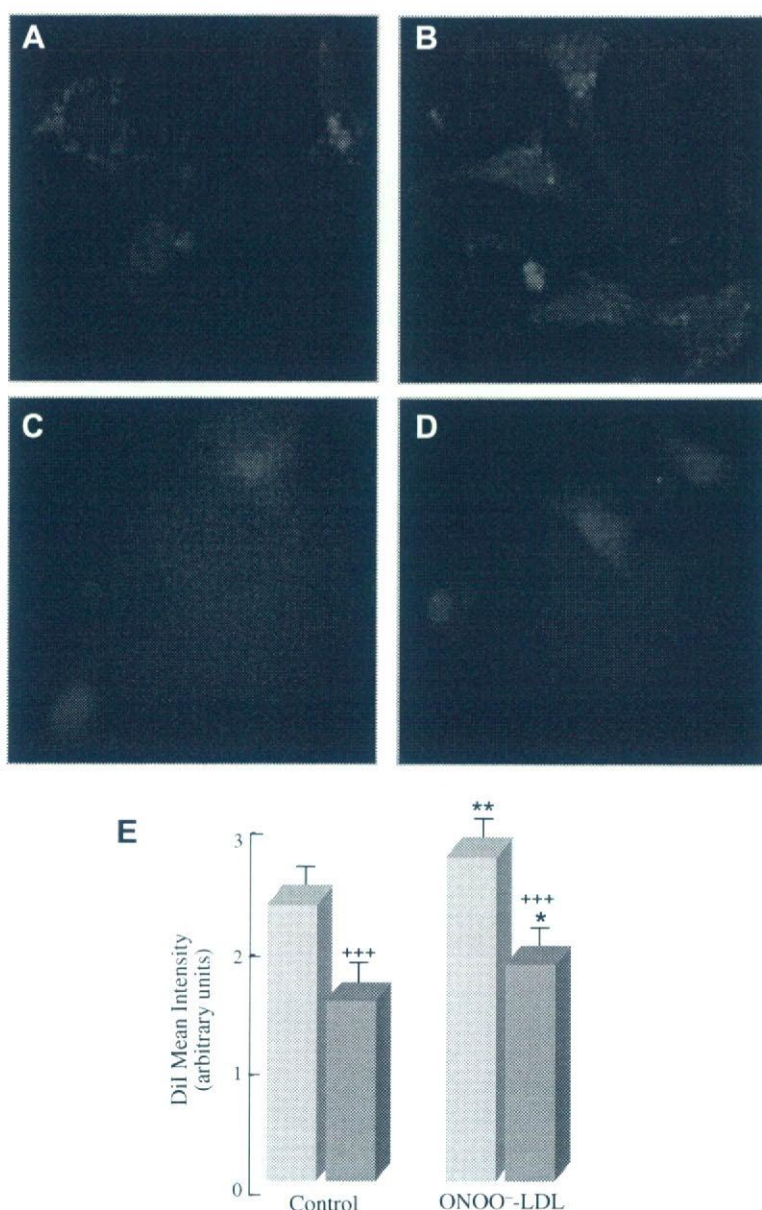 A
B
C
D
E
3
2
1
0
DiI Mean Intensity
(arbitrary units)
+++
**
+++
*
Control
ONOO⁻-LDL